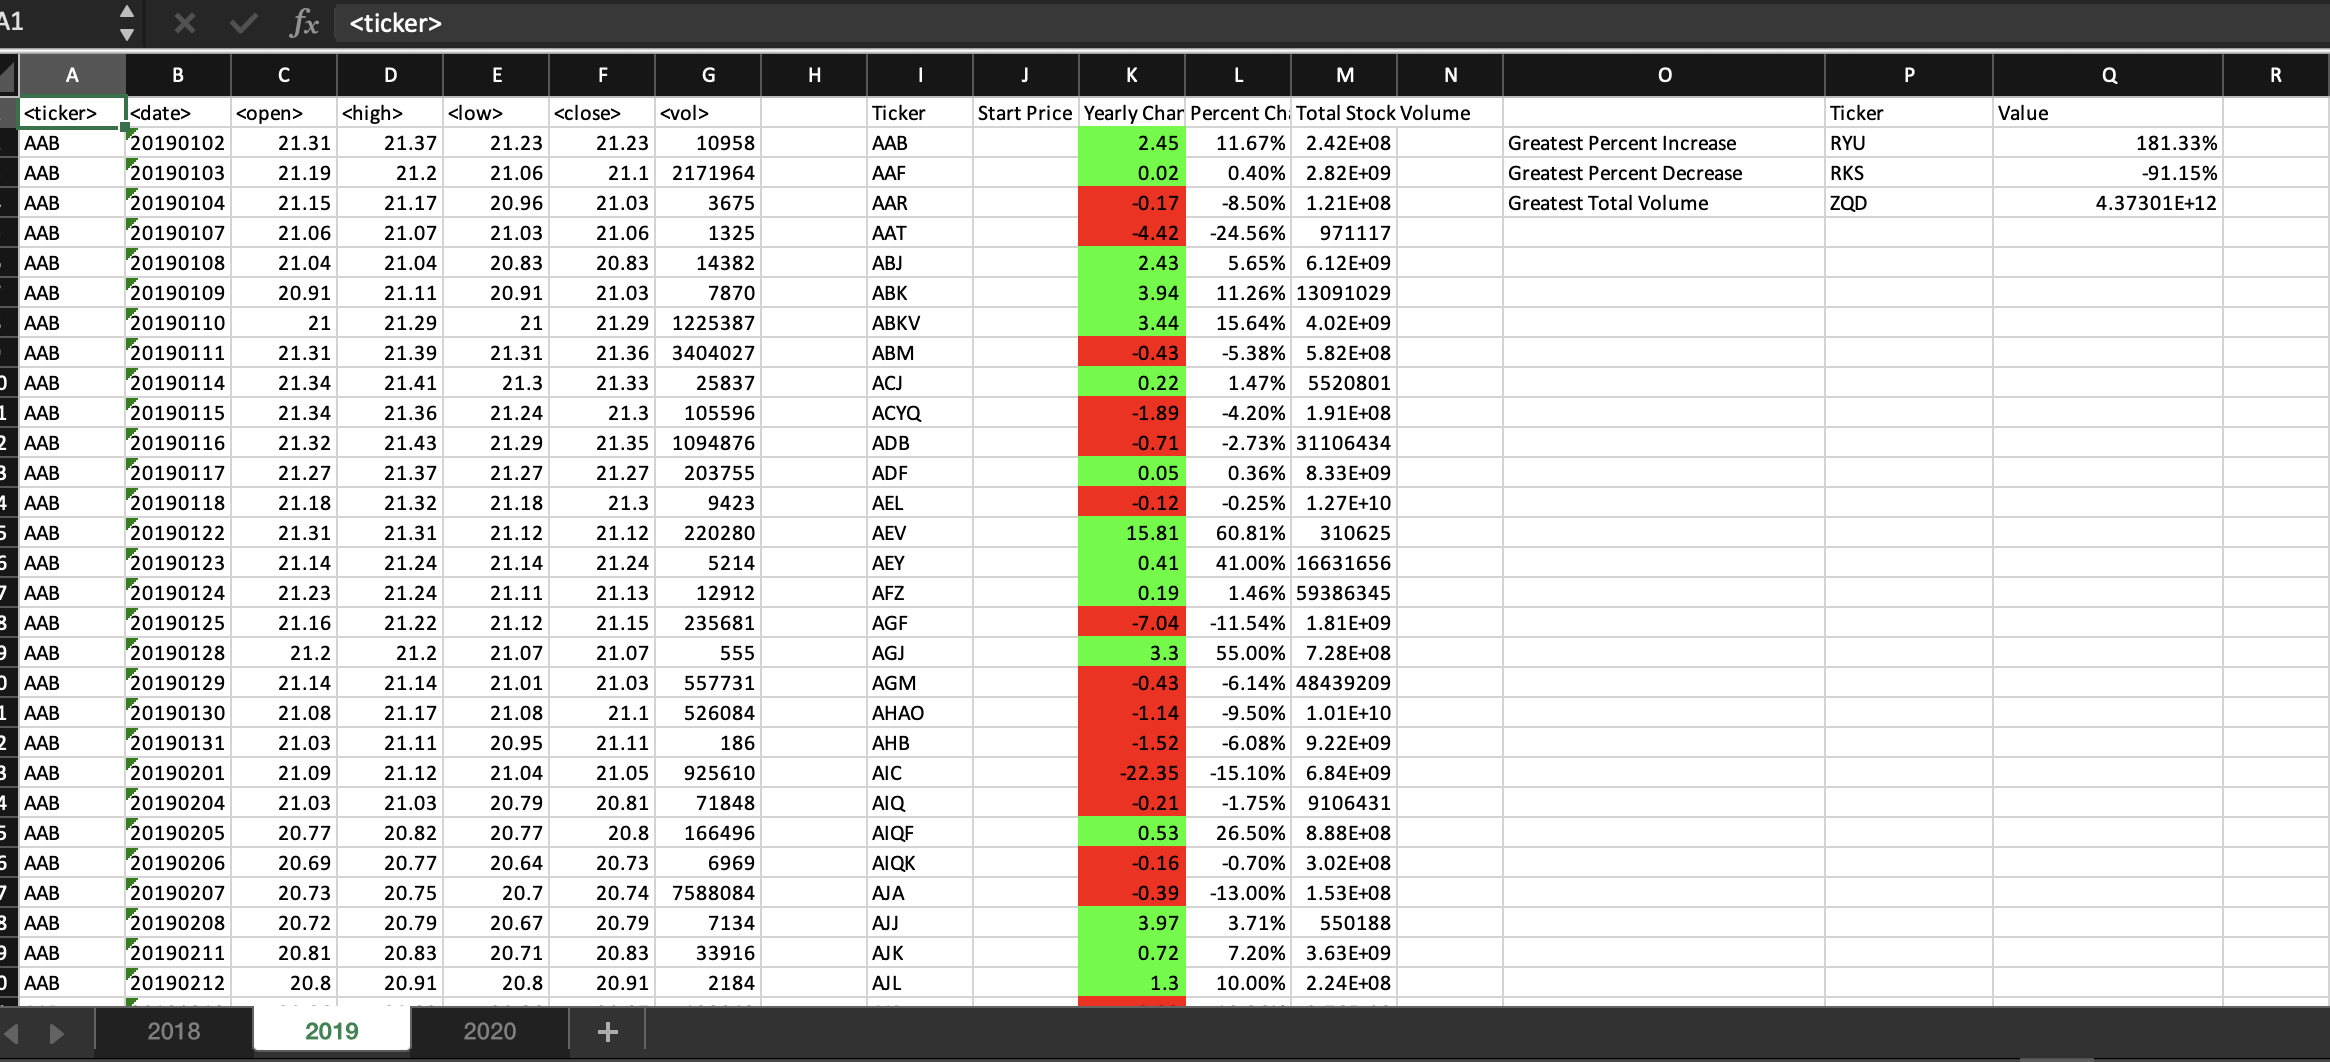 A1 fx <ticker>
A B C D E F G H I J K L M N O P Q R
<ticker> <date> <open> <high> <low> <close> <vol> Ticker Start Price Yearly Char Percent Ch Total Stock Volume Ticker Value
AAB 20190102 21.31 21.37 21.23 21.23 10958 AAB 2.45 11.67% 2.42E+08 Greatest Percent Increase RYU 181.33%
AAB 20190103 21.19 21.2 21.06 21.1 2171964 AAF 0.02 0.40% 2.82E+09 Greatest Percent Decrease RKS -91.15%
AAB 20190104 21.15 21.17 20.96 21.03 3675 AAR -0.17 -8.50% 1.21E+08 Greatest Total Volume ZQD 4.37301E+12
AAB 20190107 21.06 21.07 21.03 21.06 1325 AAT -4.42 -24.56% 971117
AAB 20190108 21.04 21.04 20.83 20.83 14382 ABJ 2.43 5.65% 6.12E+09
AAB 20190109 20.91 21.11 20.91 21.03 7870 ABK 3.94 11.26% 13091029
AAB 20190110 21 21.29 21 21.29 1225387 ABKV 3.44 15.64% 4.02E+09
AAB 20190111 21.31 21.39 21.31 21.36 3404027 ABM -0.43 -5.38% 5.82E+08
AAB 20190114 21.34 21.41 21.3 21.33 25837 ACJ 0.22 1.47% 5520801
AAB 20190115 21.34 21.36 21.24 21.3 105596 ACYQ -1.89 -4.20% 1.91E+08
AAB 20190116 21.32 21.43 21.29 21.35 1094876 ADB -0.71 -2.73% 31106434
AAB 20190117 21.27 21.37 21.27 21.27 203755 ADF 0.05 0.36% 8.33E+09
AAB 20190118 21.18 21.32 21.18 21.3 9423 AEL -0.12 -0.25% 1.27E+10
AAB 20190122 21.31 21.31 21.12 21.12 220280 AEV 15.81 60.81% 310625
AAB 20190123 21.14 21.24 21.14 21.24 5214 AEY 0.41 41.00% 16631656
AAB 20190124 21.23 21.24 21.11 21.13 12912 AFZ 0.19 1.46% 59386345
AAB 20190125 21.16 21.22 21.12 21.15 235681 AGF -7.04 -11.54% 1.81E+09
AAB 20190128 21.2 21.2 21.07 21.07 555 AGJ 3.3 55.00% 7.28E+08
AAB 20190129 21.14 21.14 21.01 21.03 557731 AGM -0.43 -6.14% 48439209
AAB 20190130 21.08 21.17 21.08 21.1 526084 AHAO -1.14 -9.50% 1.01E+10
AAB 20190131 21.03 21.11 20.95 21.11 186 AHB -1.52 -6.08% 9.22E+09
AAB 20190201 21.09 21.12 21.04 21.05 925610 AIC -22.35 -15.10% 6.84E+09
AAB 20190204 21.03 21.03 20.79 20.81 71848 AIQ -0.21 -1.75% 9106431
AAB 20190205 20.77 20.82 20.77 20.8 166496 AIQF 0.53 26.50% 8.88E+08
AAB 20190206 20.69 20.77 20.64 20.73 6969 AIQK -0.16 -0.70% 3.02E+08
AAB 20190207 20.73 20.75 20.7 20.74 7588084 AJA -0.39 -13.00% 1.53E+08
AAB 20190208 20.72 20.79 20.67 20.79 7134 AJJ 3.97 3.71% 550188
AAB 20190211 20.81 20.83 20.71 20.83 33916 AJK 0.72 7.20% 3.63E+09
AAB 20190212 20.8 20.91 20.8 20.91 2184 AJL 1.3 10.00% 2.24E+08
2018 2019 2020 +